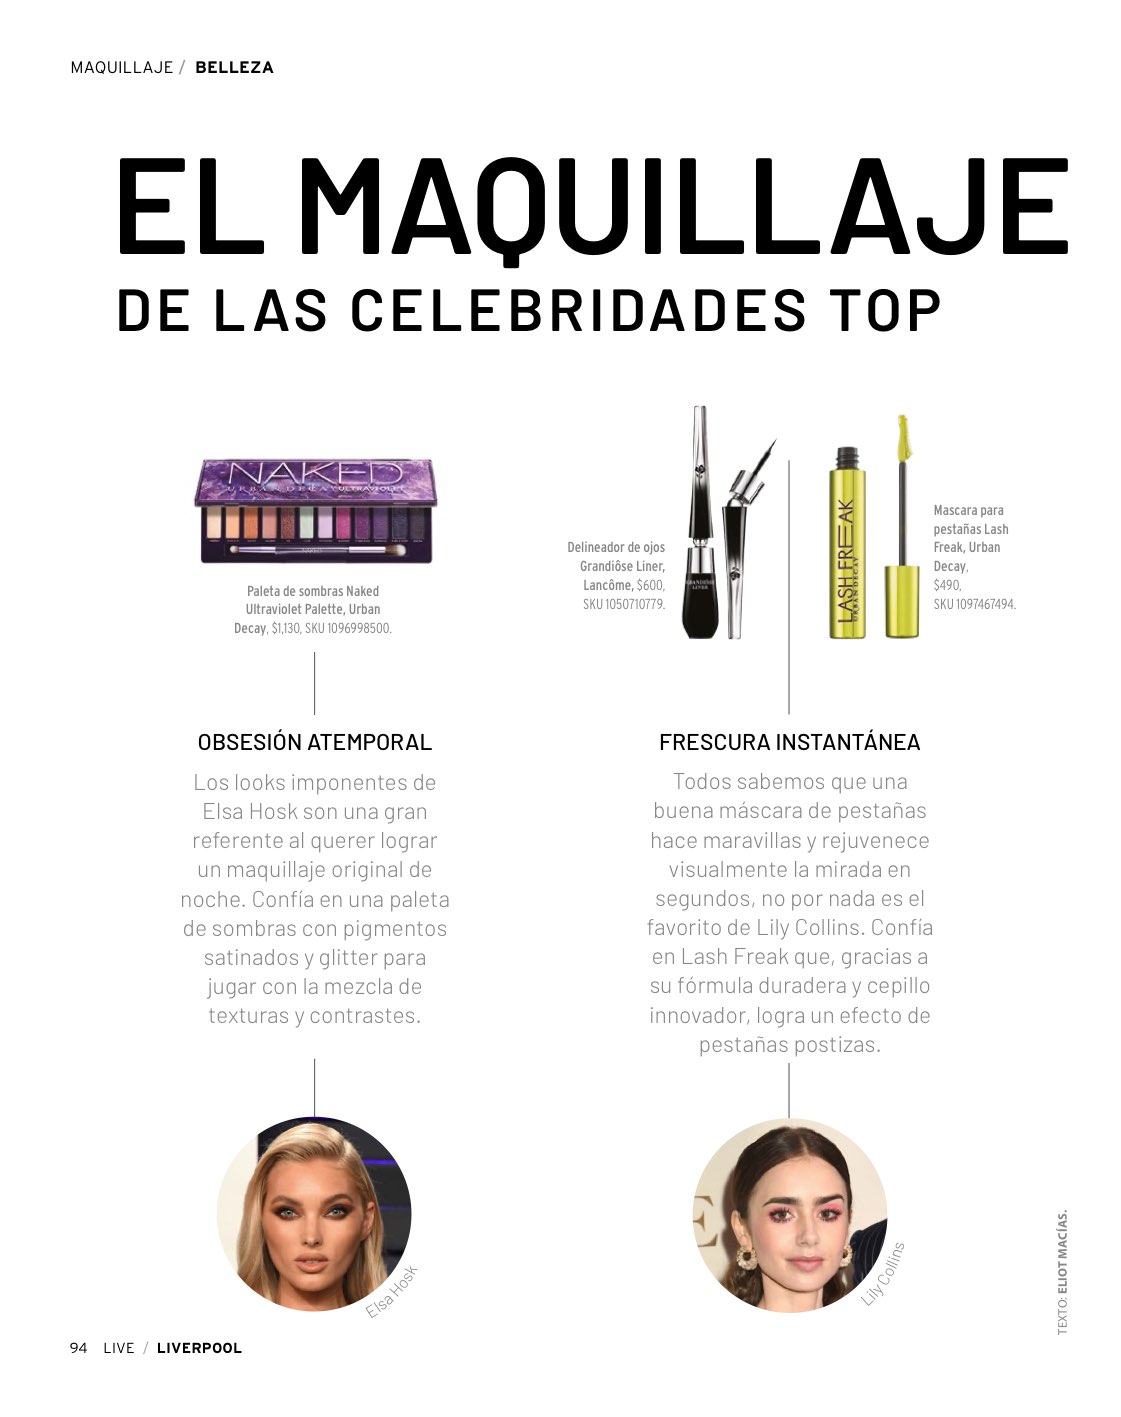 MAQUILLAJE / BELLEZA
EL MAQUILLAJE
DE LAS CELEBRIDADES TOP
NAKED
URBAN DECAY ULTRAVIOLET
NAKED
Paleta de sombras Naked
Ultraviolet Palette, Urban
Decay, $1,130, SKU 1096998500.
Delineador de ojos
Grandiôse Liner,
Lancôme, $600,
SKU 1050710779.
GRANDIÔSE
LINER
LASH FREAK
URBAN DECAY
Mascara para
pestañas Lash
Freak, Urban
Decay,
$490,
SKU 1097467494.
OBSESIÓN ATEMPORAL
Los looks imponentes de
Elsa Hosk son una gran
referente al querer lograr
un maquillaje original de
noche. Confía en una paleta
de sombras con pigmentos
satinados y glitter para
jugar con la mezcla de
texturas y contrastes.
Elsa Hosk
FRESCURA INSTANTÁNEA
Todos sabemos que una
buena máscara de pestañas
hace maravillas y rejuvenece
visualmente la mirada en
segundos, no por nada es el
favorito de Lily Collins. Confía
en Lash Freak que, gracias a
su fórmula duradera y cepillo
innovador, logra un efecto de
pestañas postizas.
E
Lily Collins
TEXTO: ELIOT MACÍAS.
94 LIVE / LIVERPOOL